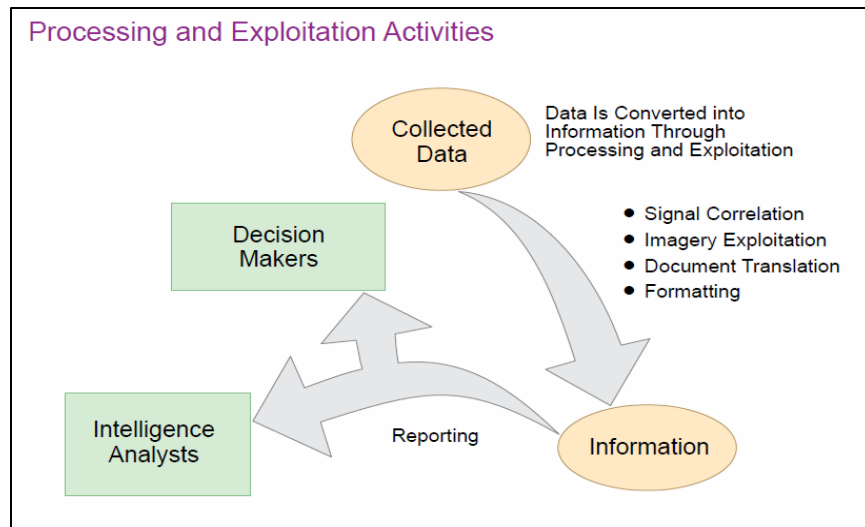 Processing and Exploitation Activities
Collected
Data
Data Is Converted into
Information Through
Processing and Exploitation
● Signal Correlation
● Imagery Exploitation
● Document Translation
● Formatting
Decision
Makers
Intelligence
Analysts
Reporting
Information